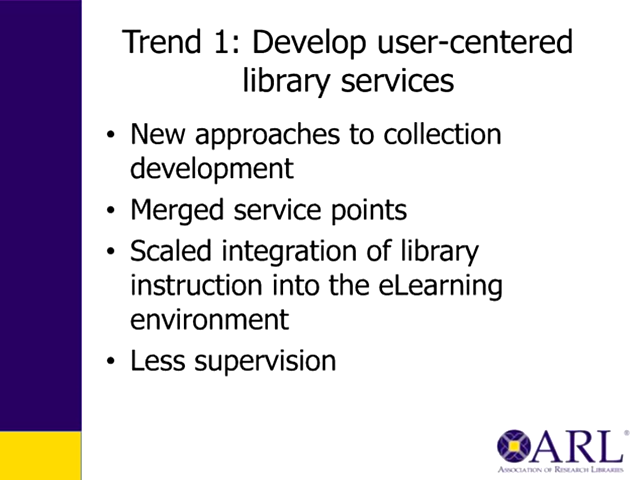 Trend 1: Develop user-centered
library services
• New approaches to collection
development
• Merged service points
• Scaled integration of library
instruction into the eLearning
environment
• Less supervision
ARL®
ASSOCIATION OF RESEARCH LIBRARIES